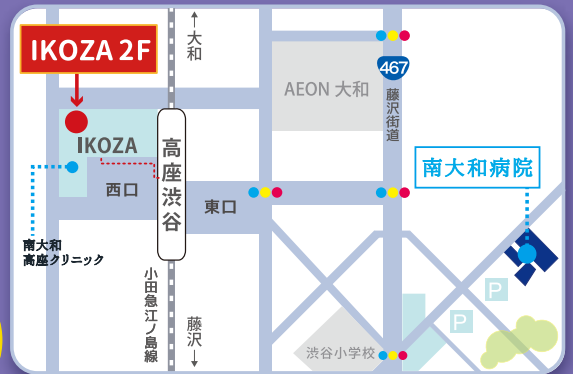 IKOZA 2F
←大和
467
AEON 大和
藤沢街道
IKOZA
高座渋谷
西口
東口
南大和病院
南大和
高座クリニック
小田急江ノ島線
藤沢→
P
P
渋谷小学校